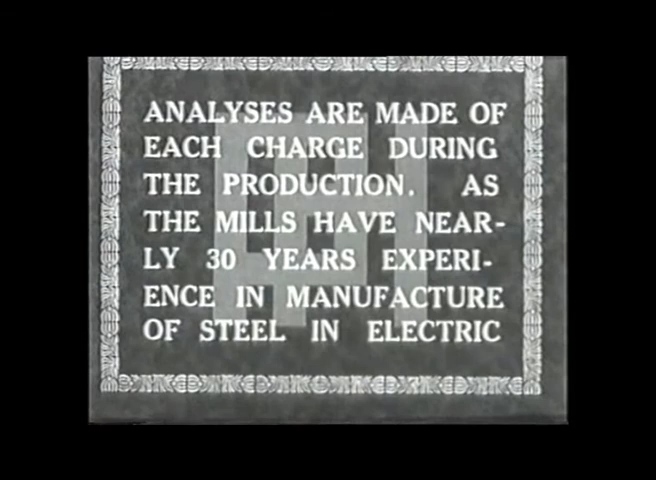 ANALYSES ARE MADE OF
EACH CHARGE DURING
THE PRODUCTION. AS
THE MILLS HAVE NEAR-
LY 30 YEARS EXPERI-
ENCE IN MANUFACTURE
OF STEEL IN ELECTRIC